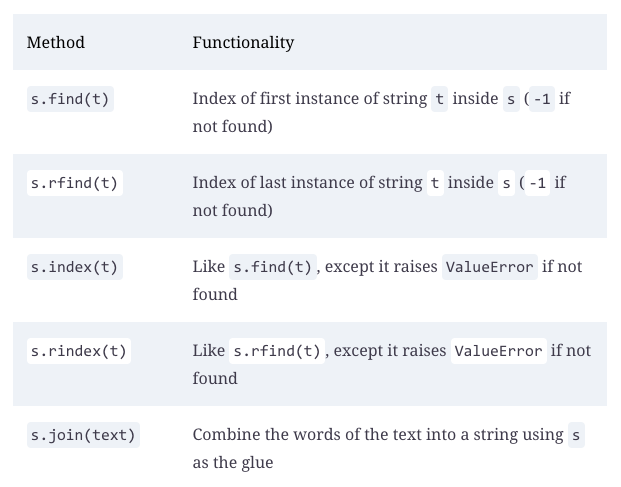 Method Functionality
s.find(t) Index of first instance of string t inside s (-1 if
not found)
s.rfind(t) Index of last instance of string t inside s (-1 if
not found)
s.index(t) Like s.find(t), except it raises ValueError if not
found
s.rindex(t) Like s.rfind(t), except it raises ValueError if not
found
s.join(text) Combine the words of the text into a string using s
as the glue